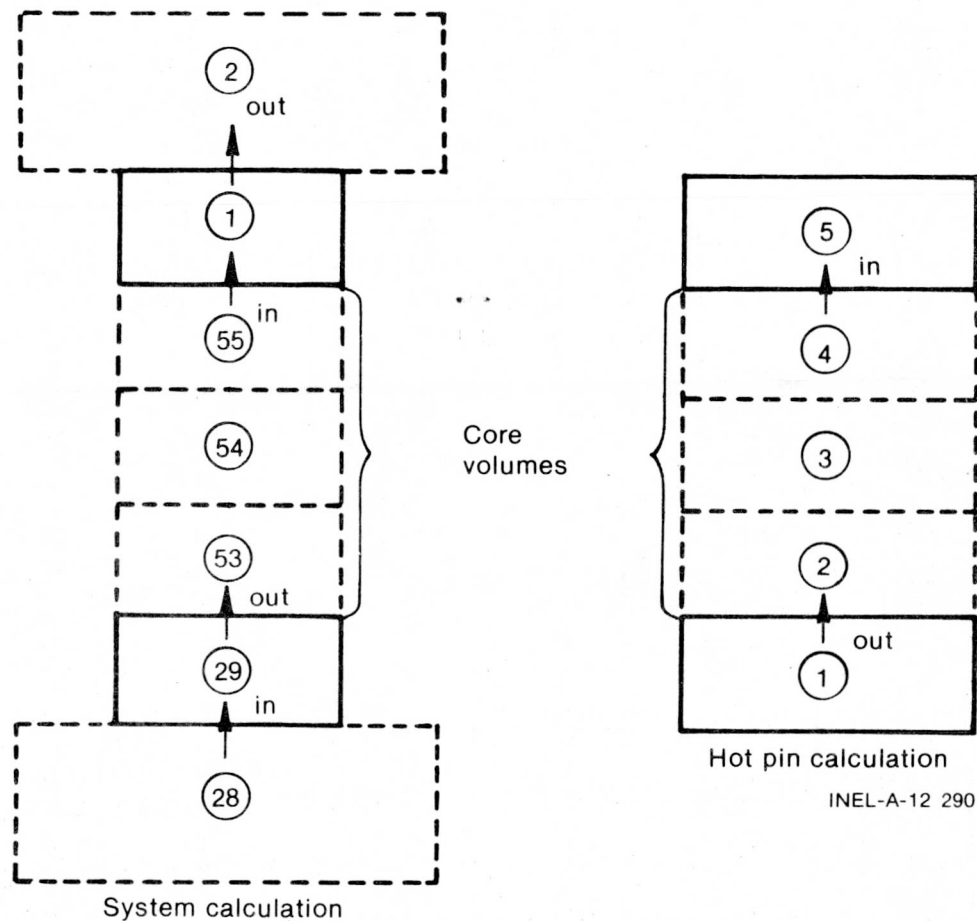 2
out
1
in
55
54
53
out
29
in
28
System calculation
Core
volumes
5
in
4
3
2
out
1
Hot pin calculation
INEL-A-12 290